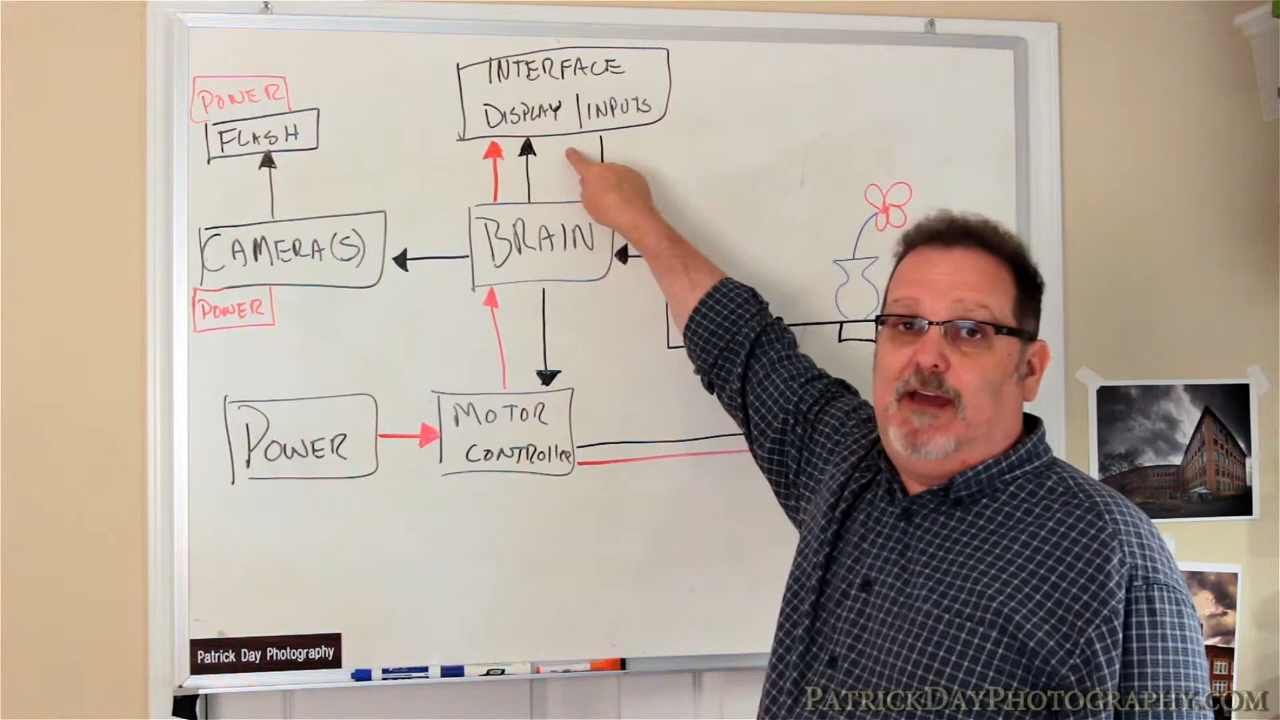 POWER
FLASH
INTERFACE
DISPLAY / INPUTS
CAMERA(S)
BRAIN
POWER
POWER
MOTOR
CONTROller
Patrick Day Photography
PATRICKDAYPHOTOGRAPHY.COM